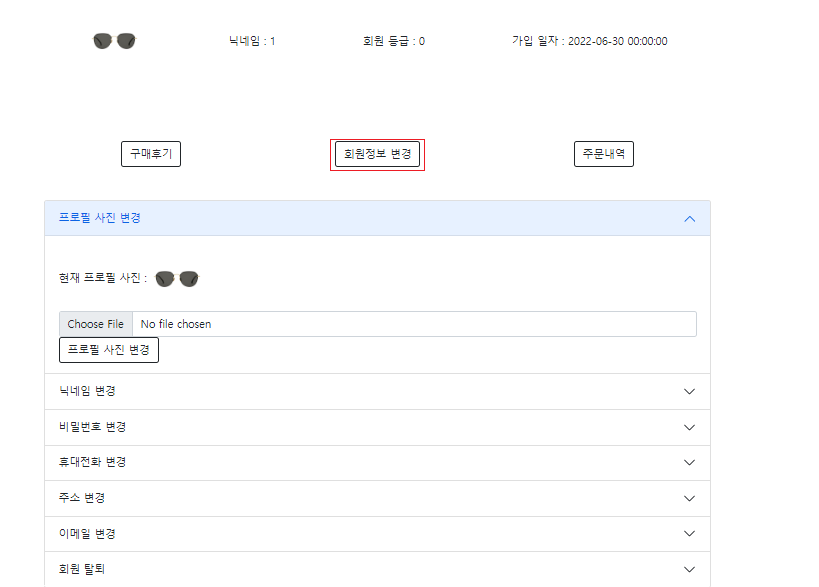 닉네임 : 1 회원 등급 : 0 가입 일자 : 2022-06-30 00:00:00
구매후기 회원정보 변경 주문내역
프로필 사진 변경
현재 프로필 사진 :
Choose File No file chosen
프로필 사진 변경
닉네임 변경
비밀번호 변경
휴대전화 변경
주소 변경
이메일 변경
회원 탈퇴